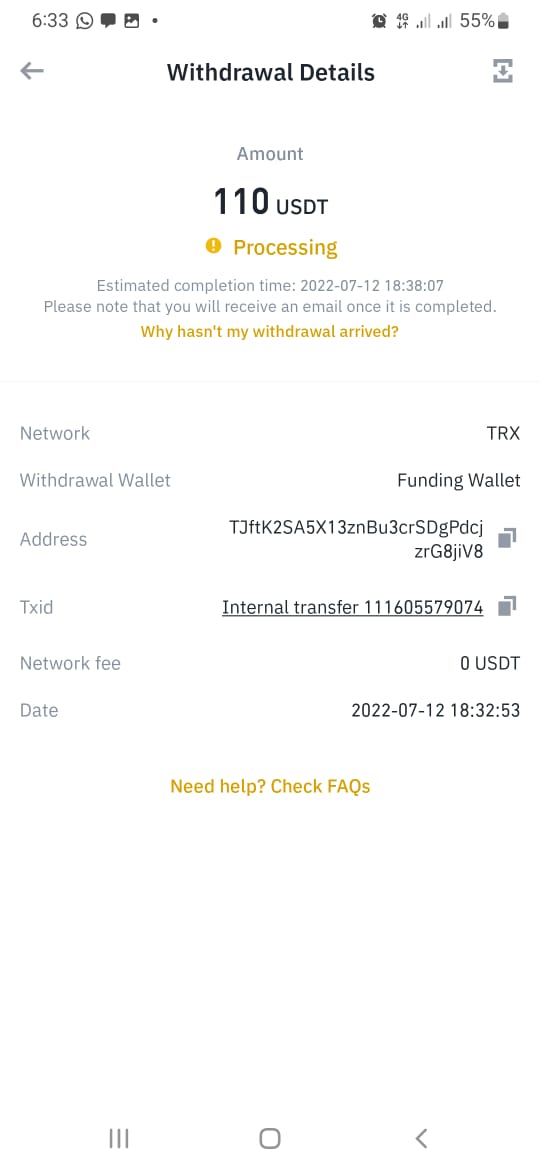 6:33 4G 55%
Withdrawal Details
Amount
110 USDT
Processing
Estimated completion time: 2022-07-12 18:38:07
Please note that you will receive an email once it is completed.
Why hasn't my withdrawal arrived?
Network TRX
Withdrawal Wallet Funding Wallet
Address TJftK2SA5X13znBu3crSDgPdcj
zrG8jiV8
Txid Internal transfer 111605579074
Network fee 0 USDT
Date 2022-07-12 18:32:53
Need help? Check FAQs